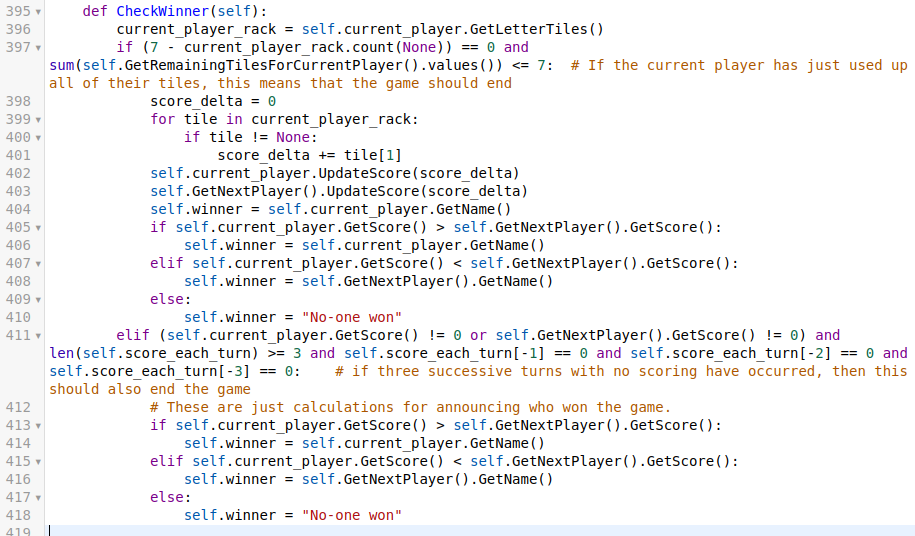 395 def CheckWinner(self):
396 current_player_rack = self.current_player.GetLetterTiles()
397 if (7 - current_player_rack.count(None)) == 0 and
sum(self.GetRemainingTilesForCurrentPlayer().values()) <= 7:  # If the current player has just used up
all of their tiles, this means that the game should end
398 score_delta = 0
399 for tile in current_player_rack:
400 if tile != None:
401 score_delta += tile[1]
402 self.current_player.UpdateScore(score_delta)
403 self.GetNextPlayer().UpdateScore(score_delta)
404 self.winner = self.current_player.GetName()
405 if self.current_player.GetScore() > self.GetNextPlayer().GetScore():
406 self.winner = self.current_player.GetName()
407 elif self.current_player.GetScore() < self.GetNextPlayer().GetScore():
408 self.winner = self.GetNextPlayer().GetName()
409 else:
410 self.winner = "No-one won"
411 elif (self.current_player.GetScore() != 0 or self.GetNextPlayer().GetScore() != 0) and
len(self.score_each_turn) >= 3 and self.score_each_turn[-1] == 0 and self.score_each_turn[-2] == 0 and
self.score_each_turn[-3] == 0:    # if three successive turns with no scoring have occurred, then this
should also end the game
412 # These are just calculations for announcing who won the game.
413 if self.current_player.GetScore() > self.GetNextPlayer().GetScore():
414 self.winner = self.current_player.GetName()
415 elif self.current_player.GetScore() < self.GetNextPlayer().GetScore():
416 self.winner = self.GetNextPlayer().GetName()
417 else:
418 self.winner = "No-one won"
419